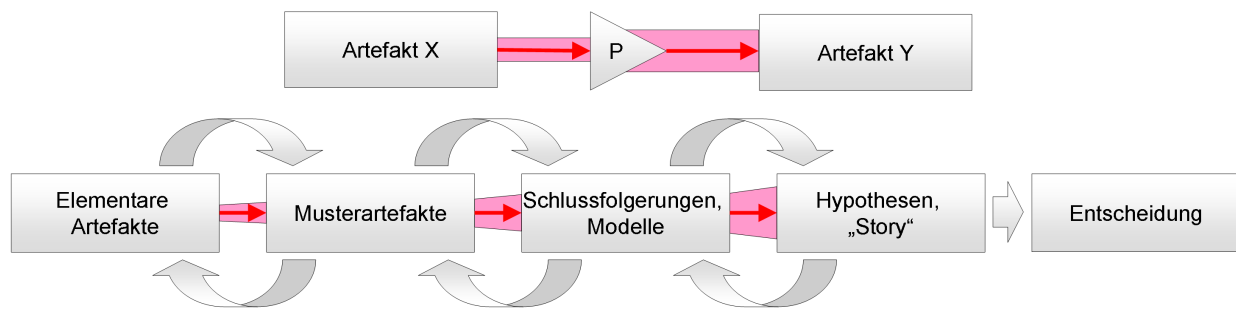 Artefakt X
P
Artefakt Y
Elementare
Artefakte
Musterartefakte
Schlussfolgerungen,
Modelle
Hypothesen,
„Story“
Entscheidung